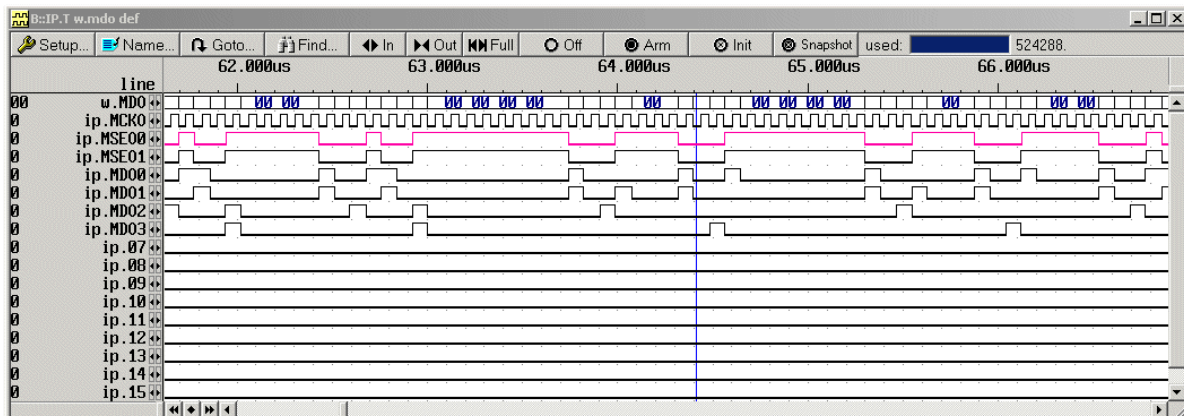 B::IP.T w.mdo def
Setup... Name... Goto... Find... In Out Full Off Arm Init Snapshot used: 524288.
62.000us 63.000us 64.000us 65.000us 66.000us
line
00 w.MDO 00 00 00 00 00 00 00 00 00 00 00 00 00 00
0 ip.MCKO
0 ip.MSEO0
0 ip.MSEO1
0 ip.MDO0
0 ip.MDO1
0 ip.MDO2
0 ip.MDO3
0 ip.07
0 ip.08
0 ip.09
0 ip.10
0 ip.11
0 ip.12
0 ip.13
0 ip.14
0 ip.15